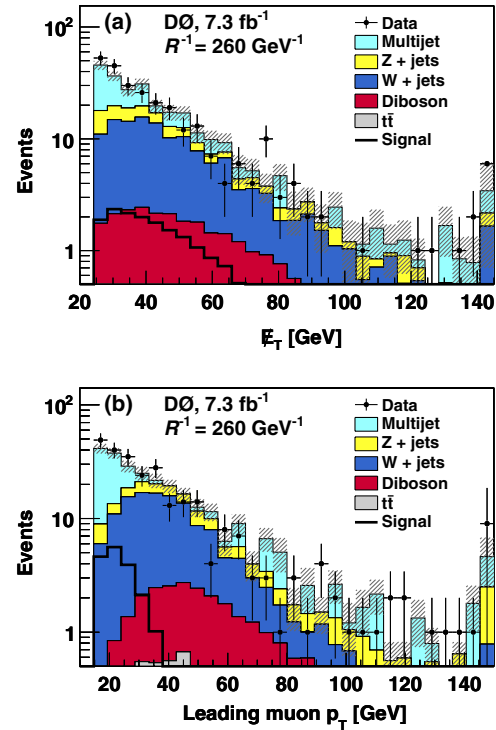 (a) DØ, 7.3 fb⁻¹
R⁻¹ = 260 GeV⁻¹
Data
Multijet
Z + jets
W + jets
Diboson
tt̄
Signal
10²
10
1
Events
20 40 60 80 100 120 140
E̸_T [GeV]
(b) DØ, 7.3 fb⁻¹
R⁻¹ = 260 GeV⁻¹
Data
Multijet
Z + jets
W + jets
Diboson
tt̄
Signal
10²
10
1
Events
20 40 60 80 100 120 140
Leading muon p_T [GeV]